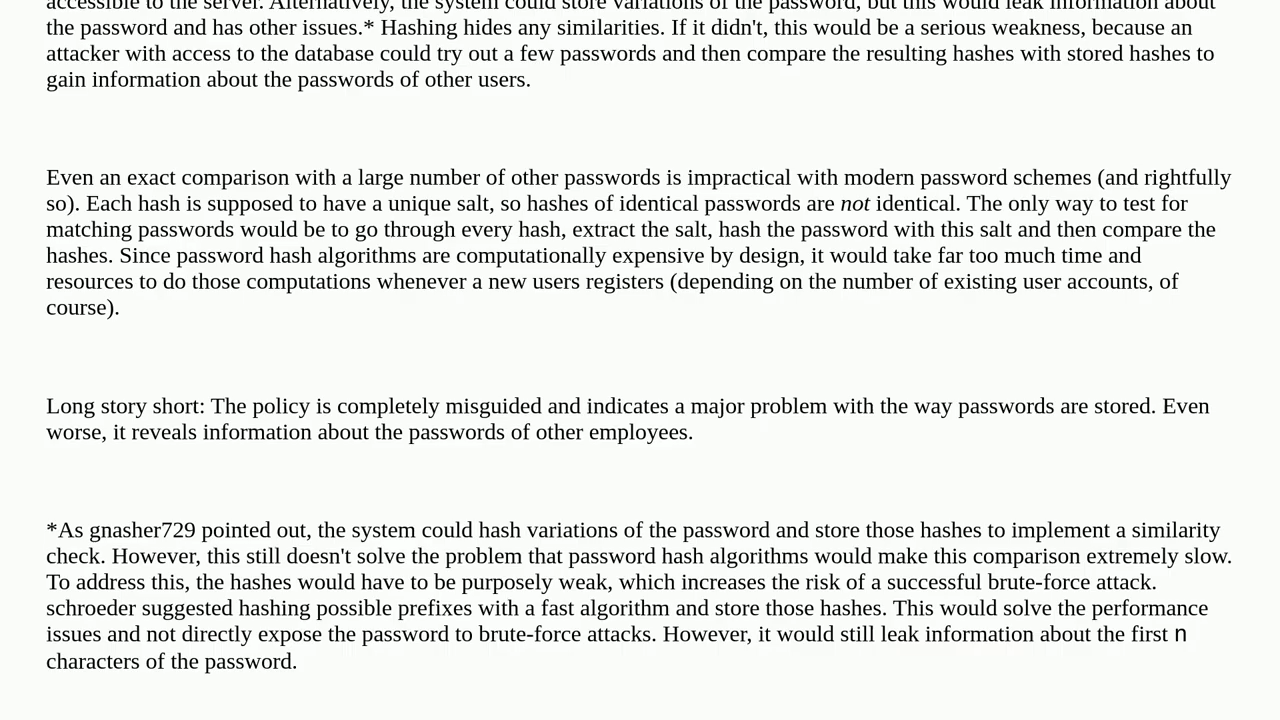 accessible to the server. Alternatively, the system could store variations of the password, but this would leak information about
the password and has other issues.* Hashing hides any similarities. If it didn't, this would be a serious weakness, because an
attacker with access to the database could try out a few passwords and then compare the resulting hashes with stored hashes to
gain information about the passwords of other users.
Even an exact comparison with a large number of other passwords is impractical with modern password schemes (and rightfully
so). Each hash is supposed to have a unique salt, so hashes of identical passwords are not identical. The only way to test for
matching passwords would be to go through every hash, extract the salt, hash the password with this salt and then compare the
hashes. Since password hash algorithms are computationally expensive by design, it would take far too much time and
resources to do those computations whenever a new users registers (depending on the number of existing user accounts, of
course).
Long story short: The policy is completely misguided and indicates a major problem with the way passwords are stored. Even
worse, it reveals information about the passwords of other employees.
*As gnasher729 pointed out, the system could hash variations of the password and store those hashes to implement a similarity
check. However, this still doesn't solve the problem that password hash algorithms would make this comparison extremely slow.
To address this, the hashes would have to be purposely weak, which increases the risk of a successful brute-force attack.
schroeder suggested hashing possible prefixes with a fast algorithm and store those hashes. This would solve the performance
issues and not directly expose the password to brute-force attacks. However, it would still leak information about the first n
characters of the password.